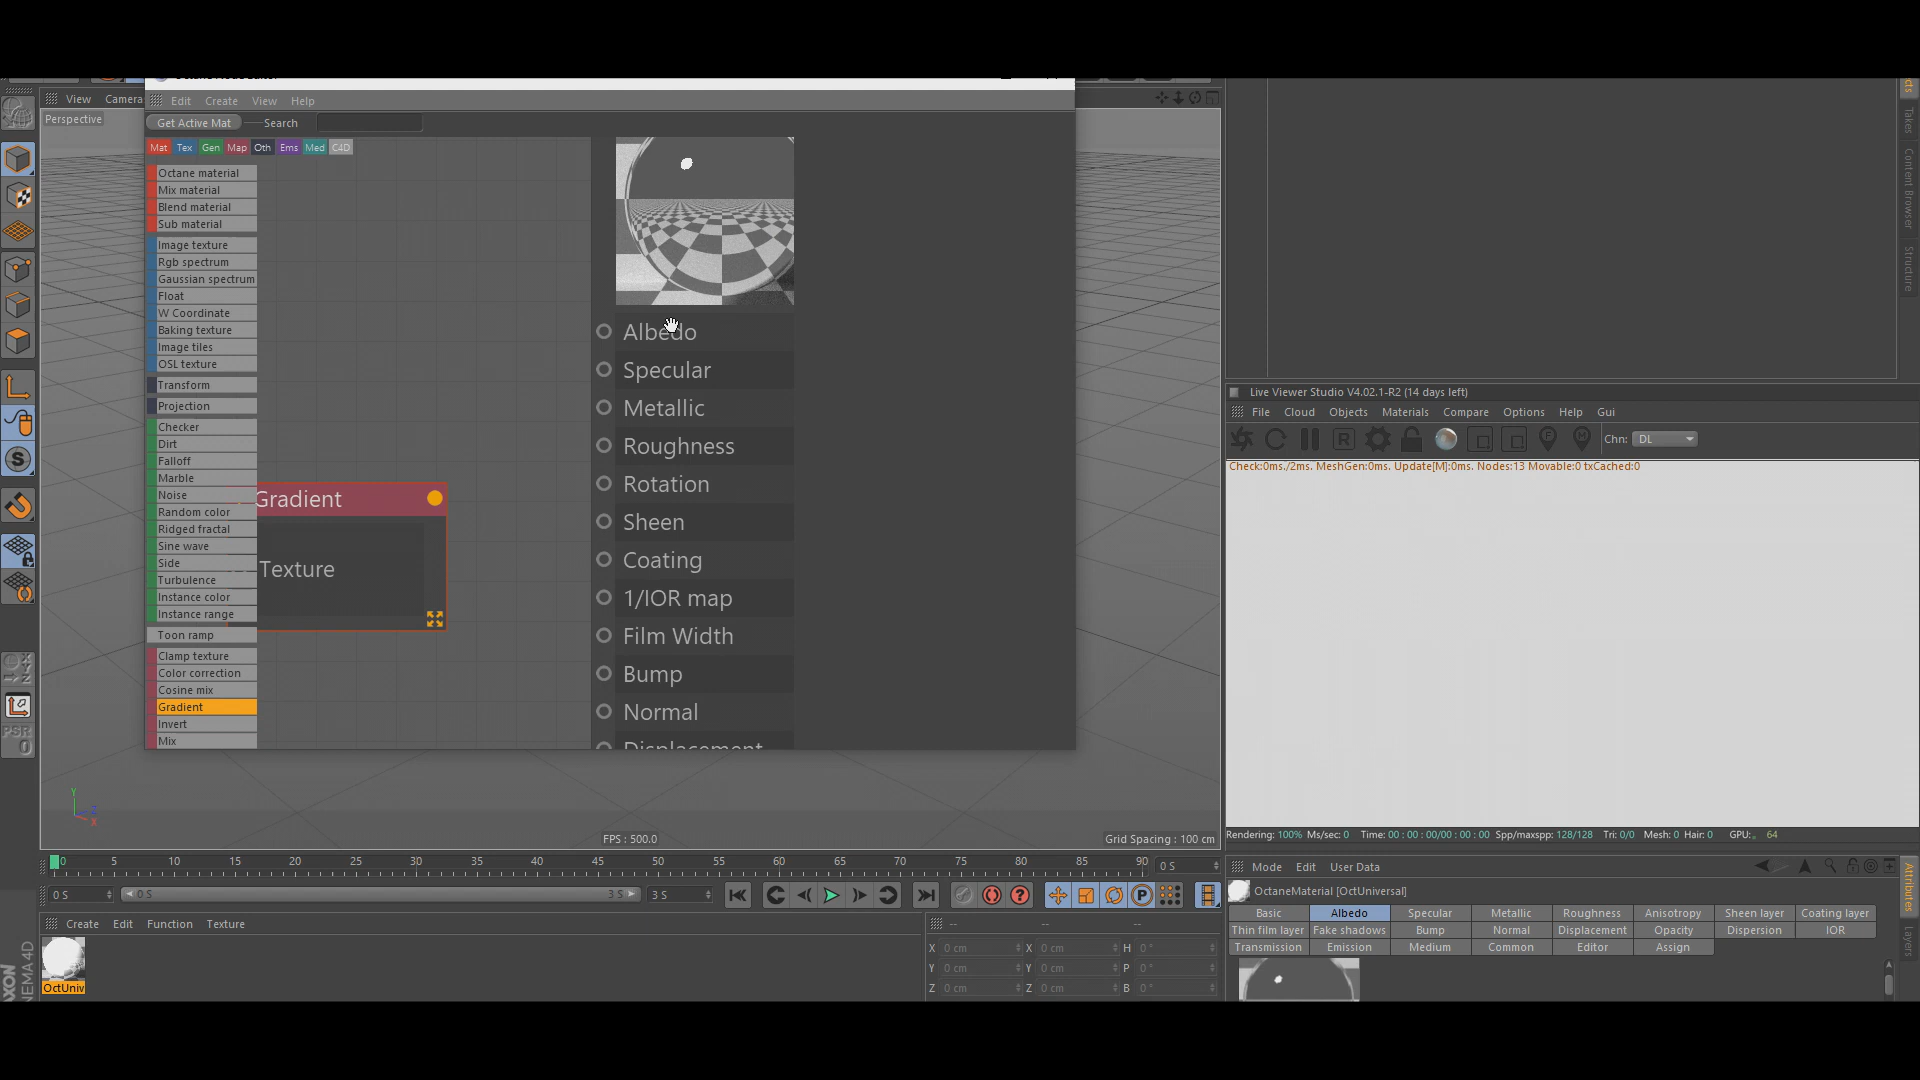 Edit Create View Help
View Camera
Perspective
Get Active Mat Search
Mat Tex Gen Map Oth Ems Med C4D
Octane material
Mix material
Blend material
Sub material
Image texture
Rgb spectrum
Gaussian spectrum
Float
W Coordinate
Baking texture
Image tiles
OSL texture
Transform
Projection
Checker
Dirt
Falloff
Marble
Noise
Random color
Ridged fractal
Sine wave
Side
Turbulence
Instance color
Instance range
Toon ramp
Clamp texture
Color correction
Cosine mix
Gradient
Invert
Mix
Gradient
Texture
Albedo
Specular
Metallic
Roughness
Rotation
Sheen
Coating
1/IOR map
Film Width
Bump
Normal
Displacement
Y
Z
X
FPS : 500.0
Grid Spacing : 100 cm
PSR
0
Takes
Content Browser
Structure
Live Viewer Studio V4.02.1-R2 (14 days left)
File Cloud Objects Materials Compare Options Help Gui
R Chn: DL
Check:0ms./2ms. MeshGen:0ms. Update[M]:0ms. Nodes:13 Movable:0 txCached:0
Rendering: 100% Ms/sec: 0 Time: 00 : 00 : 00/00 : 00 : 00 Spp/maxspp: 128/128 Tri: 0/0 Mesh: 0 Hair: 0 GPU: 64
0 5 10 15 20 25 30 35 40 45 50 55 60 65 70 75 80 85 90 0 S
0 S 0 S 3 S 3 S
Create Edit Function Texture
OctUniv
-- -- --
X 0 cm X 0 cm H 0 °
Y 0 cm Y 0 cm P 0 °
Z 0 cm Z 0 cm B 0 °
Mode Edit User Data
OctaneMaterial [OctUniversal]
Basic Albedo Specular Metallic Roughness Anisotropy Sheen layer Coating layer
Thin film layer Fake shadows Bump Normal Displacement Opacity Dispersion IOR
Transmission Emission Medium Common Editor Assign
Attributes
Layers